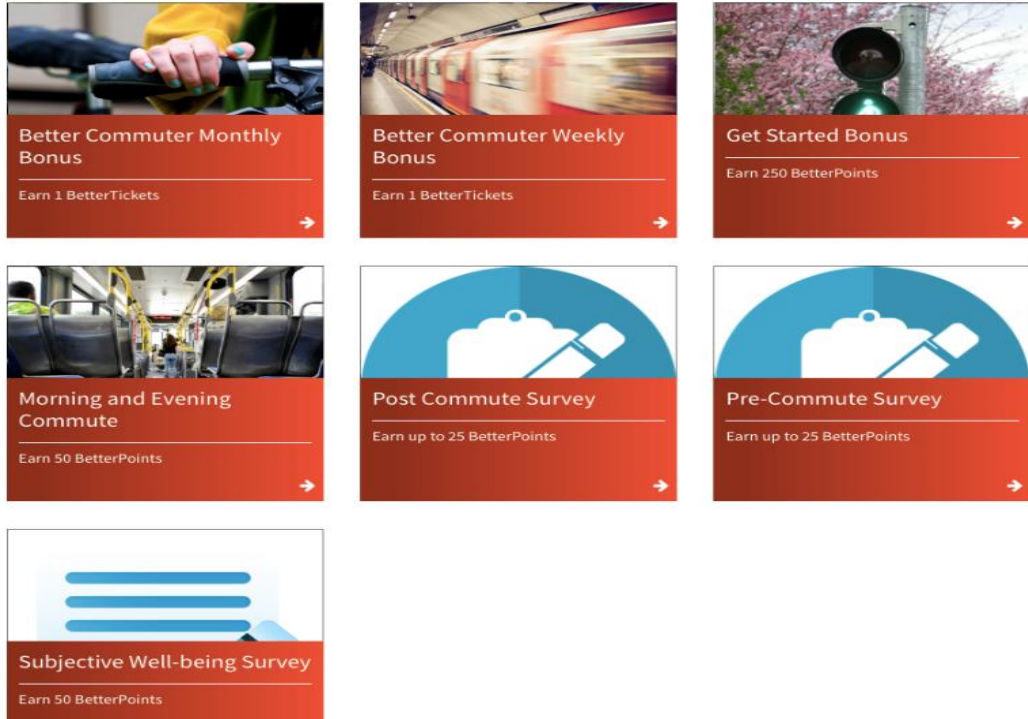 Better Commuter Monthly
Bonus
Earn 1 BetterTickets
Better Commuter Weekly
Bonus
Earn 1 BetterTickets
Get Started Bonus
Earn 250 BetterPoints
Morning and Evening
Commute
Earn 50 BetterPoints
Post Commute Survey
Earn up to 25 BetterPoints
Pre-Commute Survey
Earn up to 25 BetterPoints
Subjective Well-being Survey
Earn 50 BetterPoints